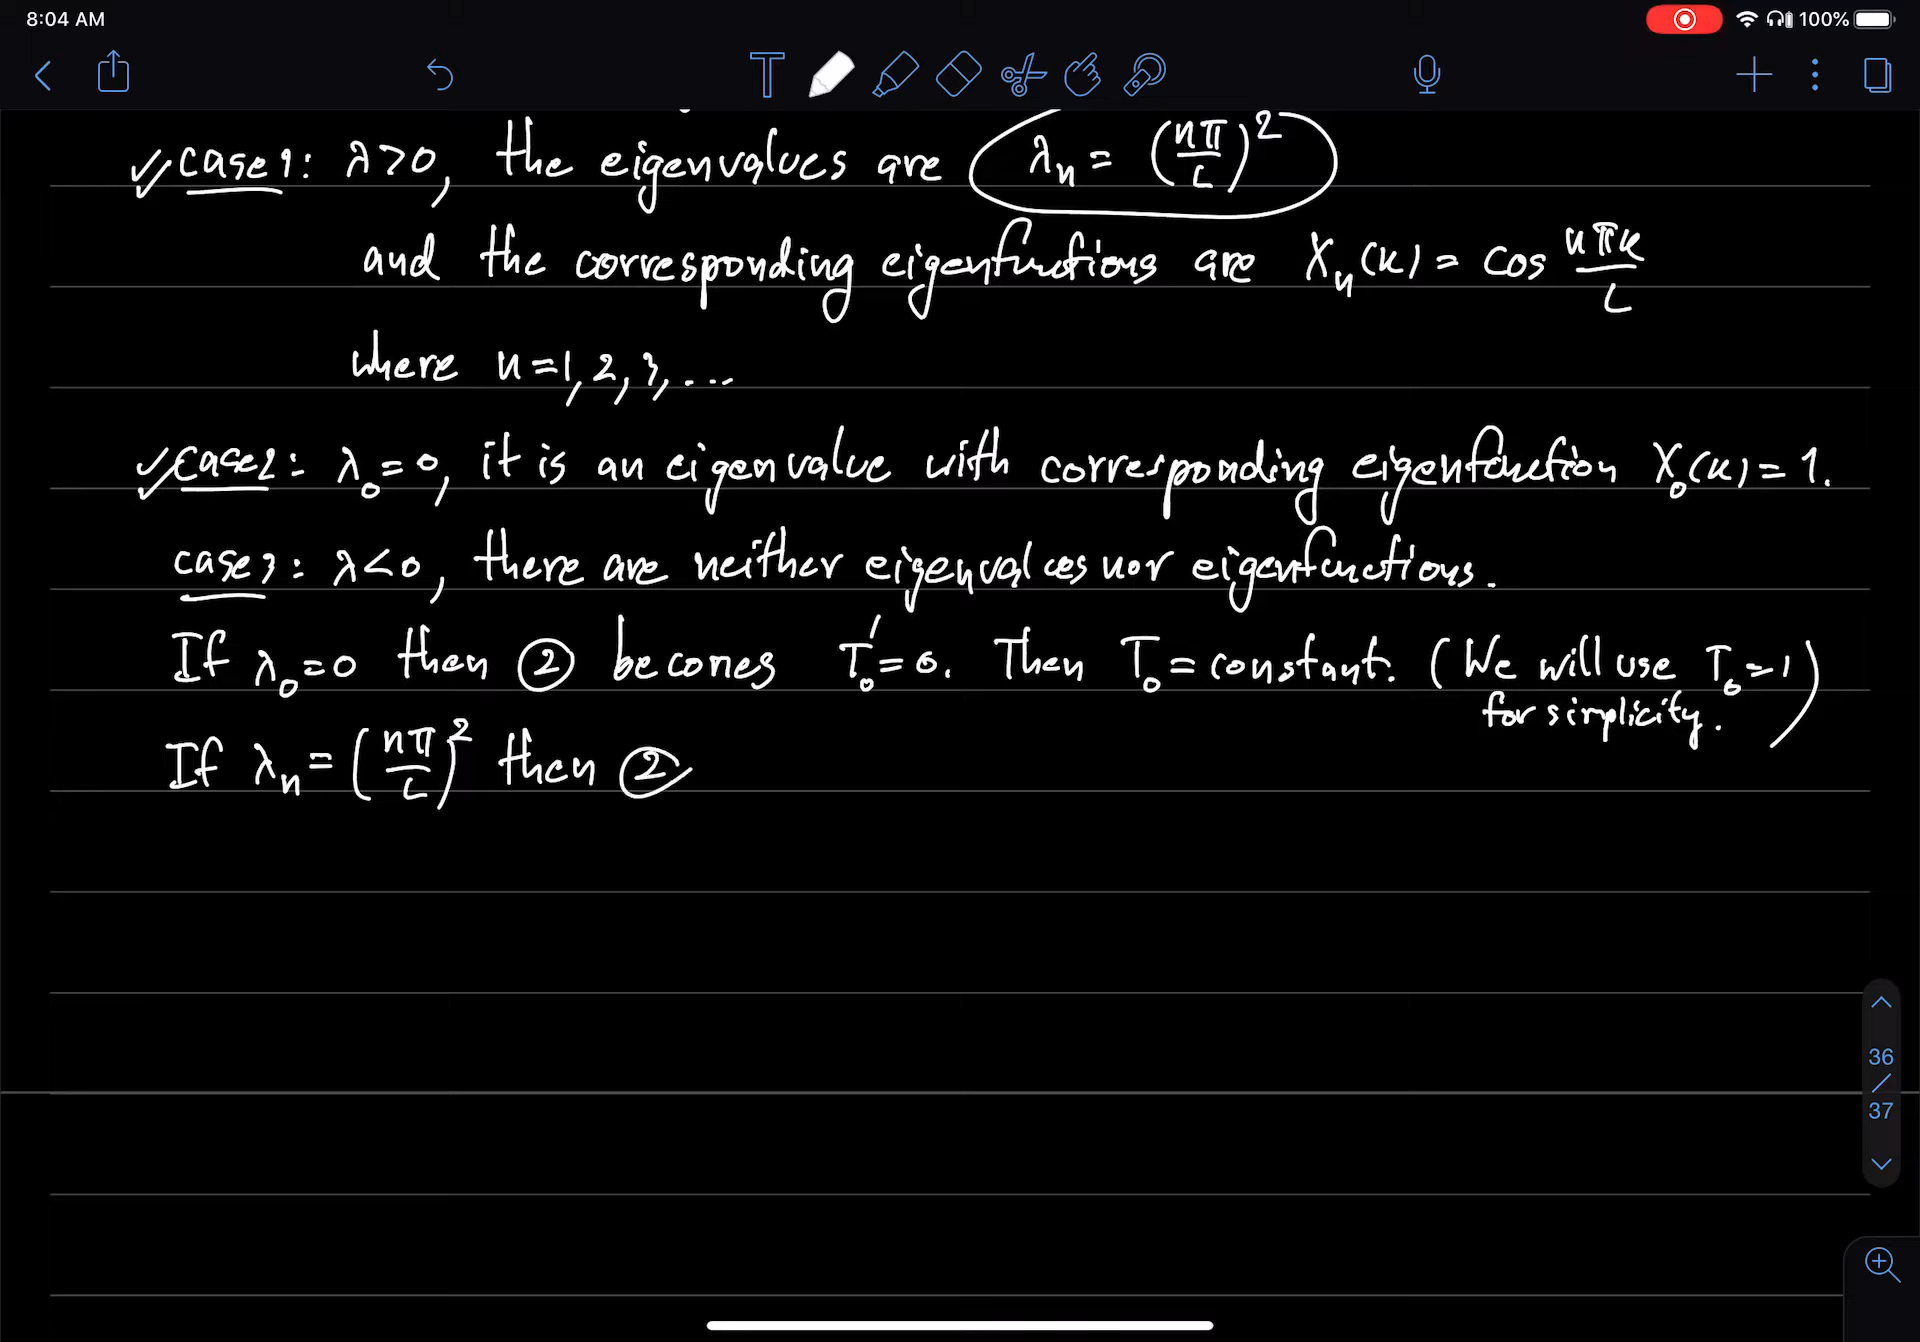 8:04 AM
100%
T
case 1: λ>0, the eigenvalues are λₙ = (nπ/L)²
and the corresponding eigenfunctions are Xₙ(x) = cos nπx/L
where n=1, 2, 3, ...
case 2: λ₀=0, it is an eigenvalue with corresponding eigenfunction X₀(x) = 1.
case 3: λ<0, there are neither eigenvalues nor eigenfunctions.
If λ₀=0 then ② becomes T₀'=0. Then T₀ = constant. (We will use T₀=1
for simplicity.)
If λₙ = (nπ/L)² then ②
36
/
37